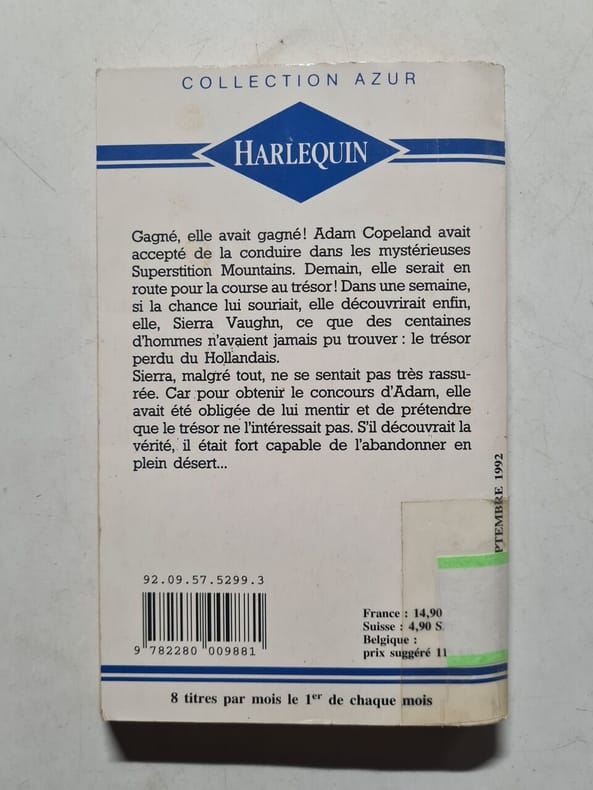 COLLECTION AZUR
HARLEQUIN
Gagné, elle avait gagné! Adam Copeland avait
accepté de la conduire dans les mystérieuses
Superstition Mountains. Demain, elle serait en
route pour la course au trésor! Dans une semaine,
si la chance lui souriait, elle découvrirait enfin,
elle, Sierra Vaughn, ce que des centaines
d'hommes n'avaient jamais pu trouver : le trésor
perdu du Hollandais.
Sierra, malgré tout, ne se sentait pas très rassu-
rée. Car pour obtenir le concours d'Adam, elle
avait été obligée de lui mentir et de prétendre
que le trésor ne l'intéressait pas. S'il découvrait la
vérité, il était fort capable de l'abandonner en
plein désert...
PTEMBRE 1992
92.09.57.5299.3
9 782280 009881
France : 14,90
Suisse : 4,90 S
Belgique :
prix suggéré 11
8 titres par mois le 1er de chaque mois